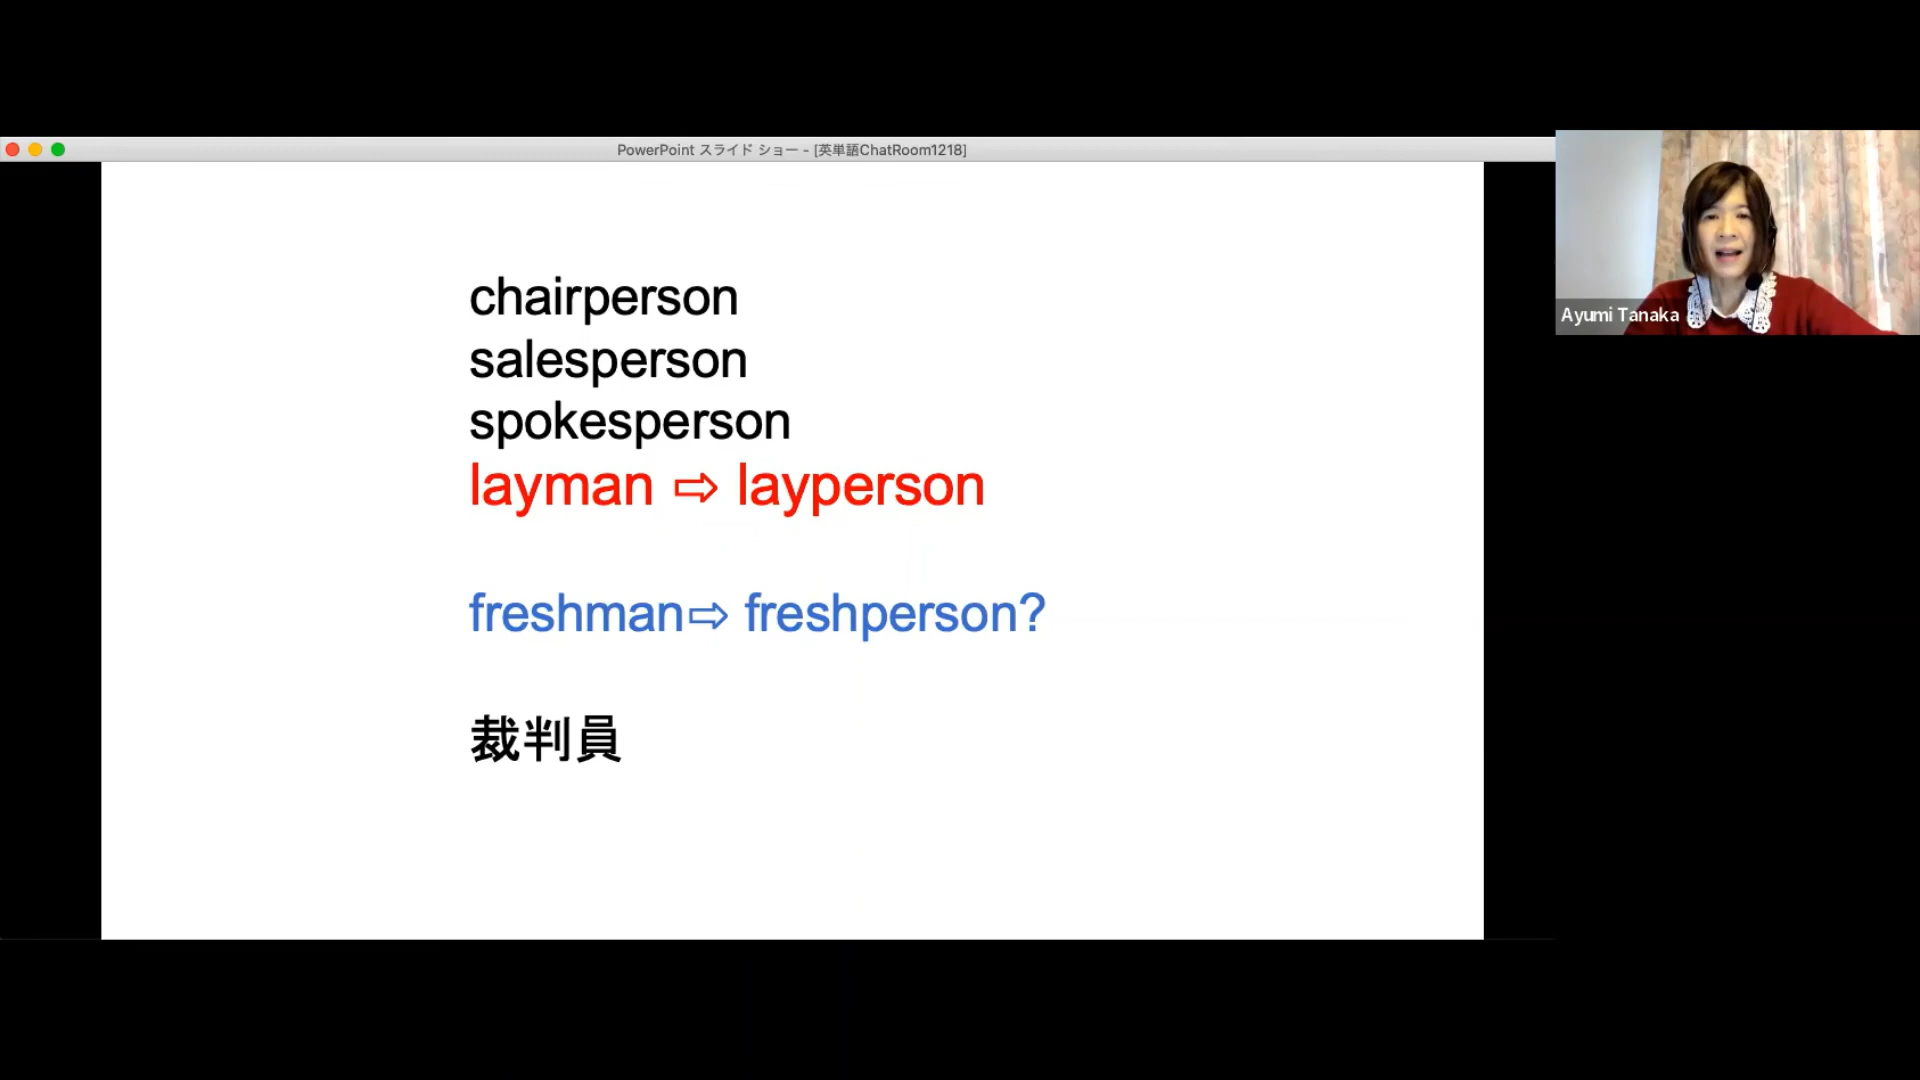 PowerPoint スライド ショー - [英単語ChatRoom1218]
chairperson
salesperson
spokesperson
layman ⇨ layperson
freshman⇨ freshperson?
裁判員
Ayumi Tanaka